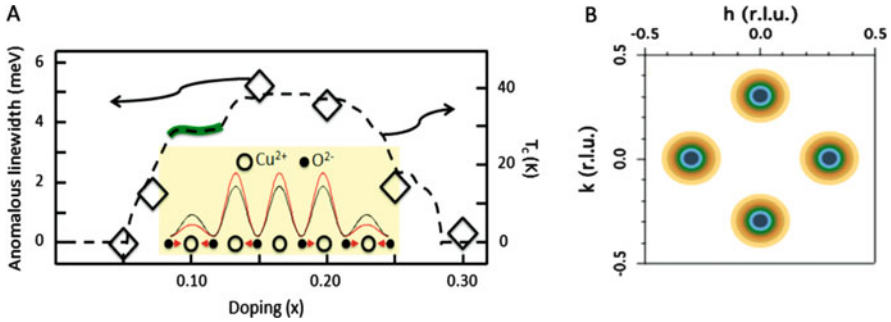 A
Anomalous linewidth (meV)
6
4
2
0
40
20
0
Tc (K)
Cu2+ O2-
0.10 0.20 0.30
Doping (x)
B
h (r.l.u.)
-0.5 0.0 0.5
k (r.l.u.)
0.5
0.0
-0.5